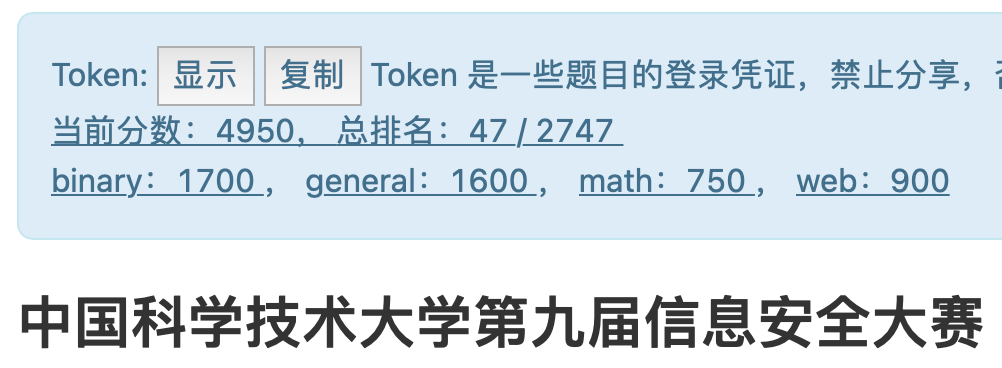 Token: 显示 复制 Token 是一些题目的登录凭证，禁止分享，
当前分数：4950， 总排名：47 / 2747
binary：1700 ， general：1600 ， math：750 ， web：900
中国科学技术大学第九届信息安全大赛